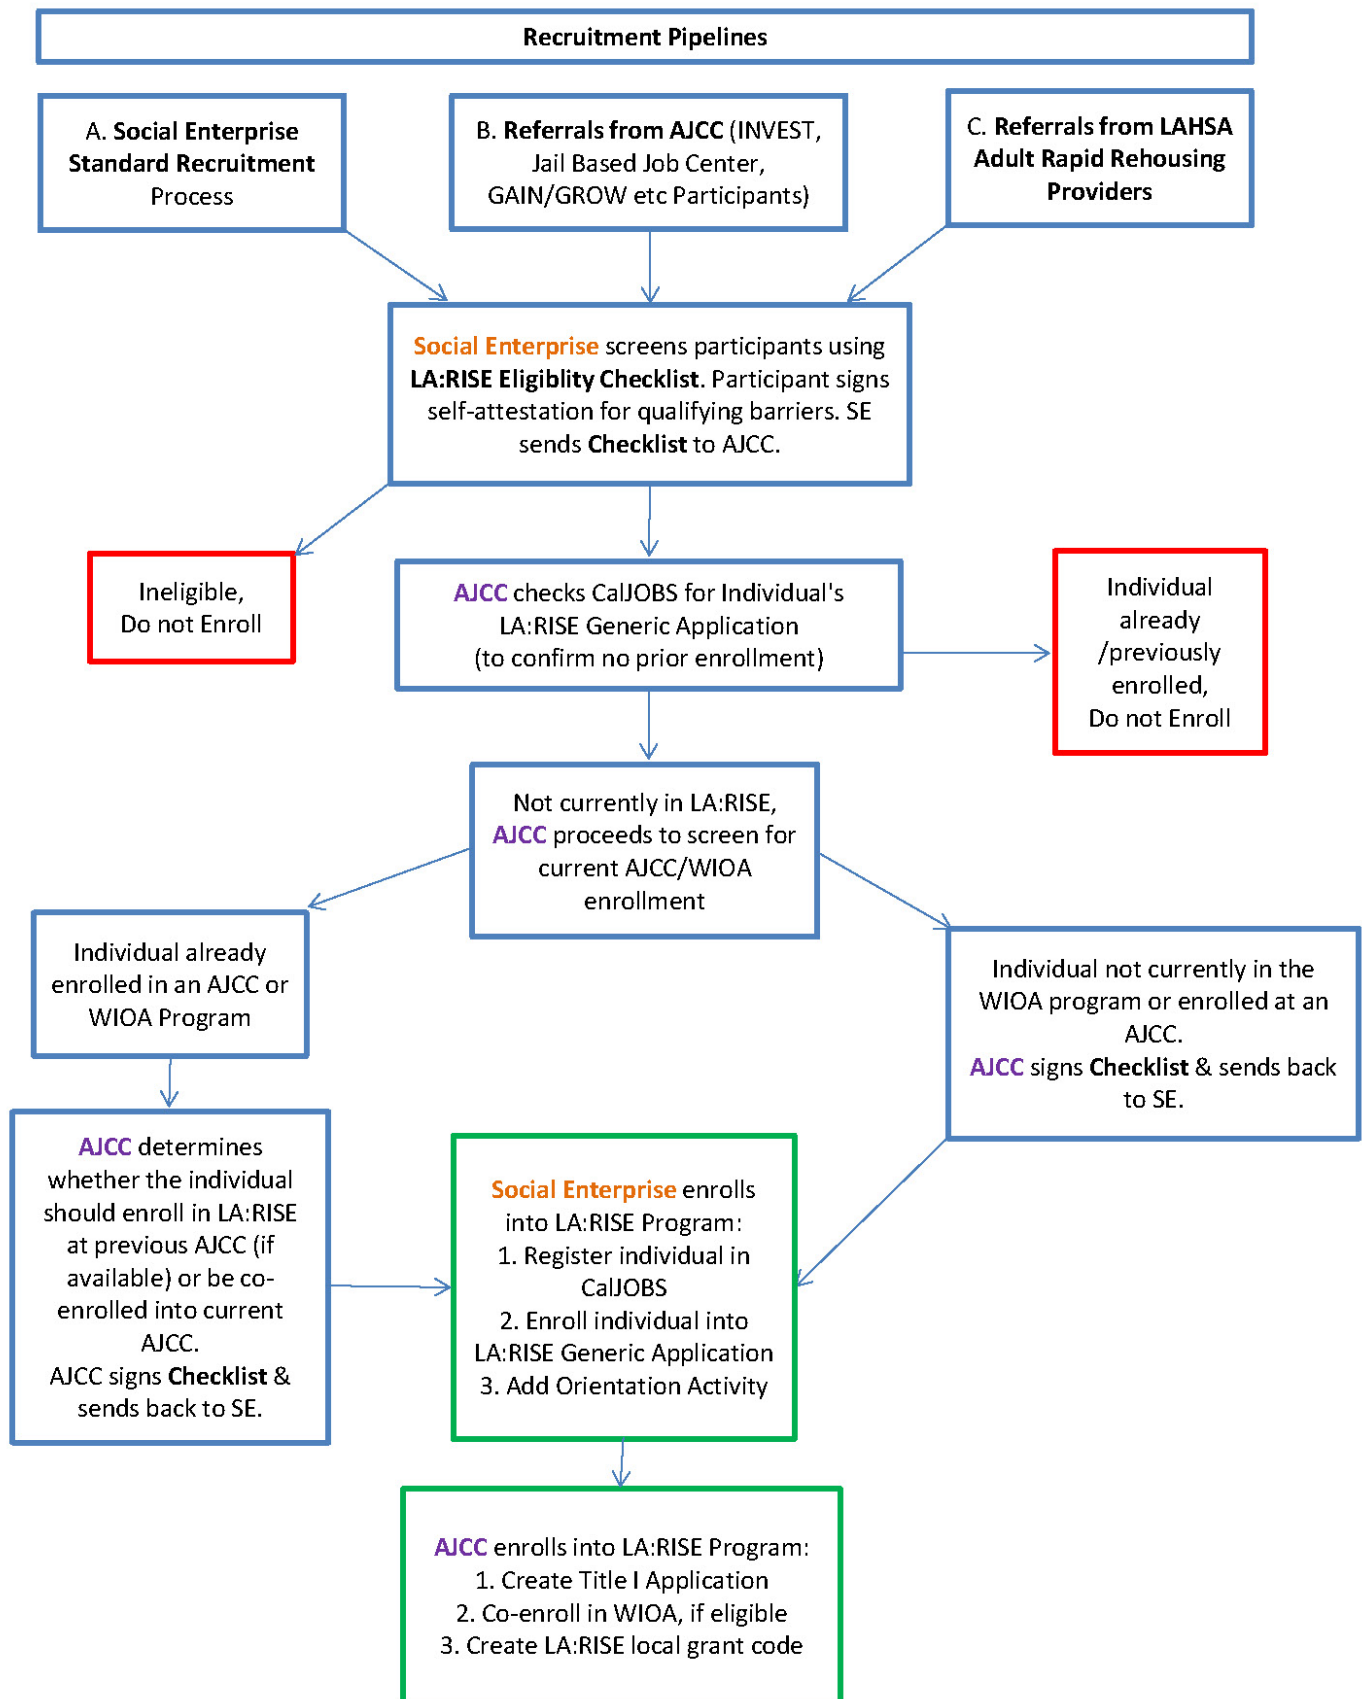 Recruitment Pipelines
A. Social Enterprise
Standard Recruitment
Process
B. Referrals from AJCC (INVEST,
Jail Based Job Center,
GAIN/GROW etc Participants)
C. Referrals from LAHSA
Adult Rapid Rehousing
Providers
Social Enterprise screens participants using
LA:RISE Eligiblity Checklist. Participant signs
self-attestation for qualifying barriers. SE
sends Checklist to AJCC.
Ineligible,
Do not Enroll
AJCC checks CalJOBS for Individual's
LA:RISE Generic Application
(to confirm no prior enrollment)
Individual
already
/previously
enrolled,
Do not Enroll
Not currently in LA:RISE,
AJCC proceeds to screen for
current AJCC/WIOA
enrollment
Individual already
enrolled in an AJCC or
WIOA Program
Individual not currently in the
WIOA program or enrolled at an
AJCC.
AJCC signs Checklist & sends back
to SE.
AJCC determines
whether the individual
should enroll in LA:RISE
at previous AJCC (if
available) or be co-
enrolled into current
AJCC.
AJCC signs Checklist &
sends back to SE.
Social Enterprise enrolls
into LA:RISE Program:
1. Register individual in
CalJOBS
2. Enroll individual into
LA:RISE Generic Application
3. Add Orientation Activity
AJCC enrolls into LA:RISE Program:
1. Create Title I Application
2. Co-enroll in WIOA, if eligible
3. Create LA:RISE local grant code